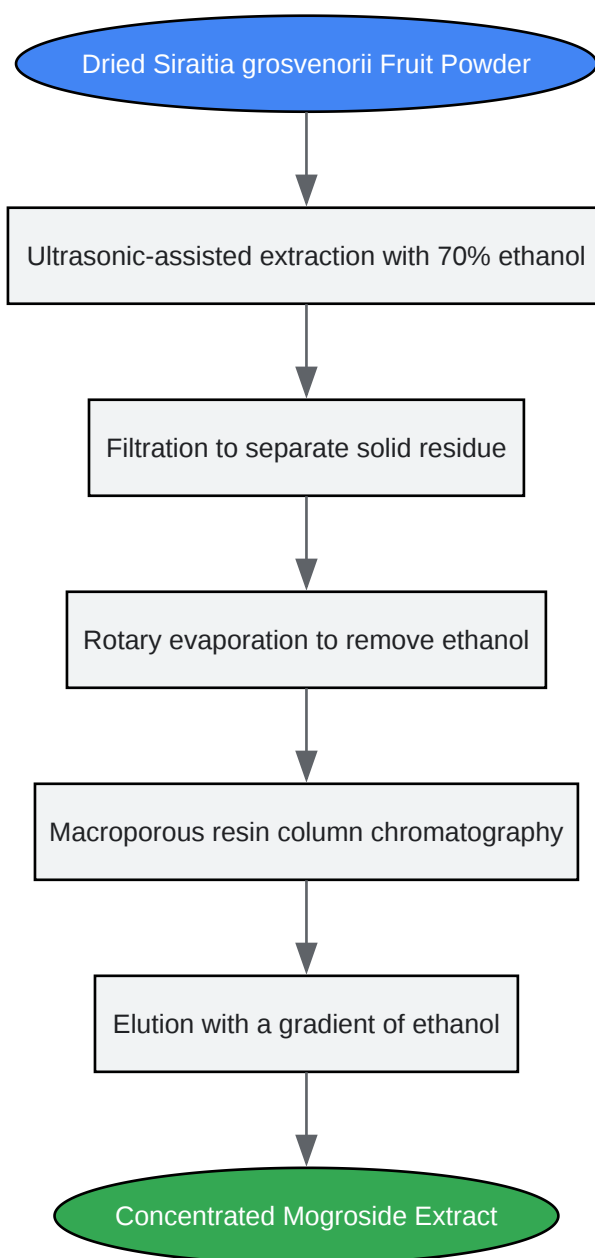 Dried Siraitia grosvenorii Fruit Powder
Ultrasonic-assisted extraction with 70% ethanol
Filtration to separate solid residue
Rotary evaporation to remove ethanol
Macroporous resin column chromatography
Elution with a gradient of ethanol
Concentrated Mogroside Extract